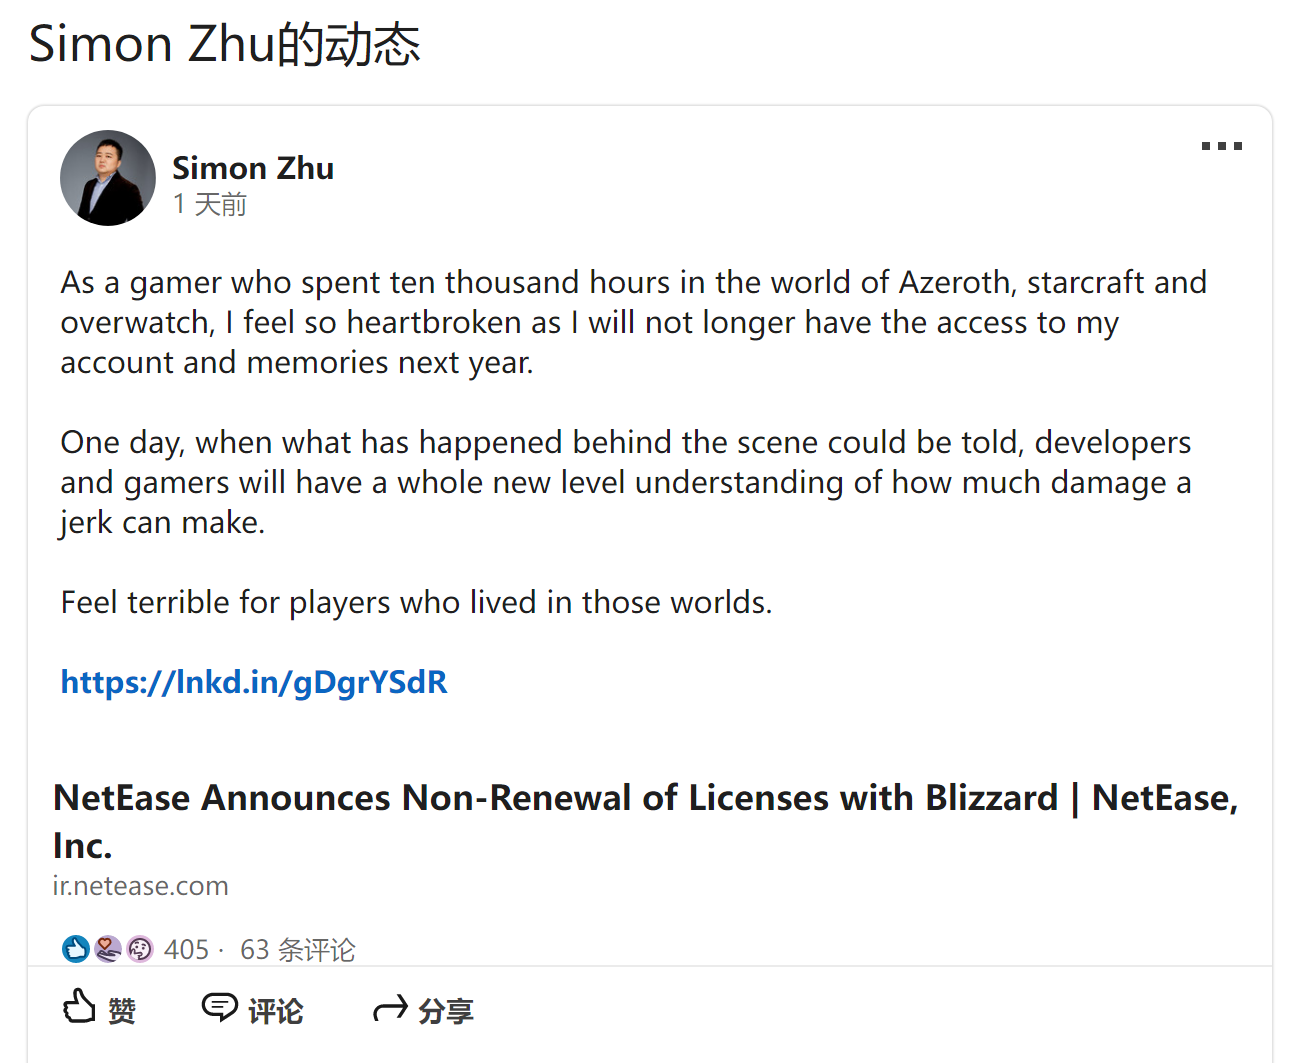 Simon Zhu的动态
Simon Zhu
1 天前
As a gamer who spent ten thousand hours in the world of Azeroth, starcraft and
overwatch, I feel so heartbroken as I will not longer have the access to my
account and memories next year.
One day, when what has happened behind the scene could be told, developers
and gamers will have a whole new level understanding of how much damage a
jerk can make.
Feel terrible for players who lived in those worlds.
https://lnkd.in/gDgrYSdR
NetEase Announces Non-Renewal of Licenses with Blizzard | NetEase,
Inc.
ir.netease.com
405 · 63 条评论
赞 评论 分享